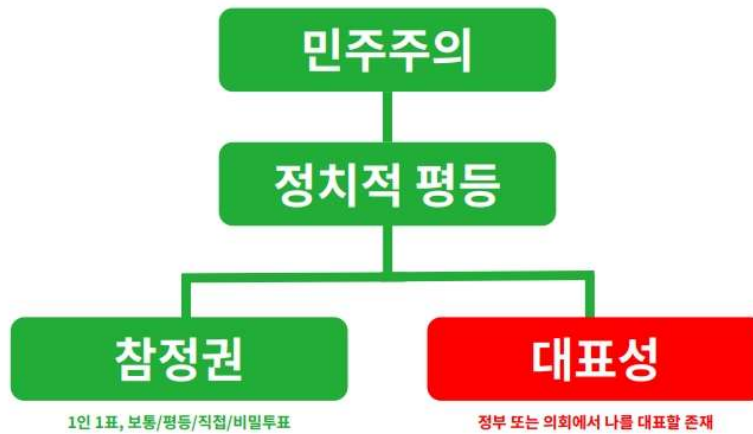 민주주의
정치적 평등
참정권
대표성
1인 1표, 보통/평등/직접/비밀투표
정부 또는 의회에서 나를 대표할 존재